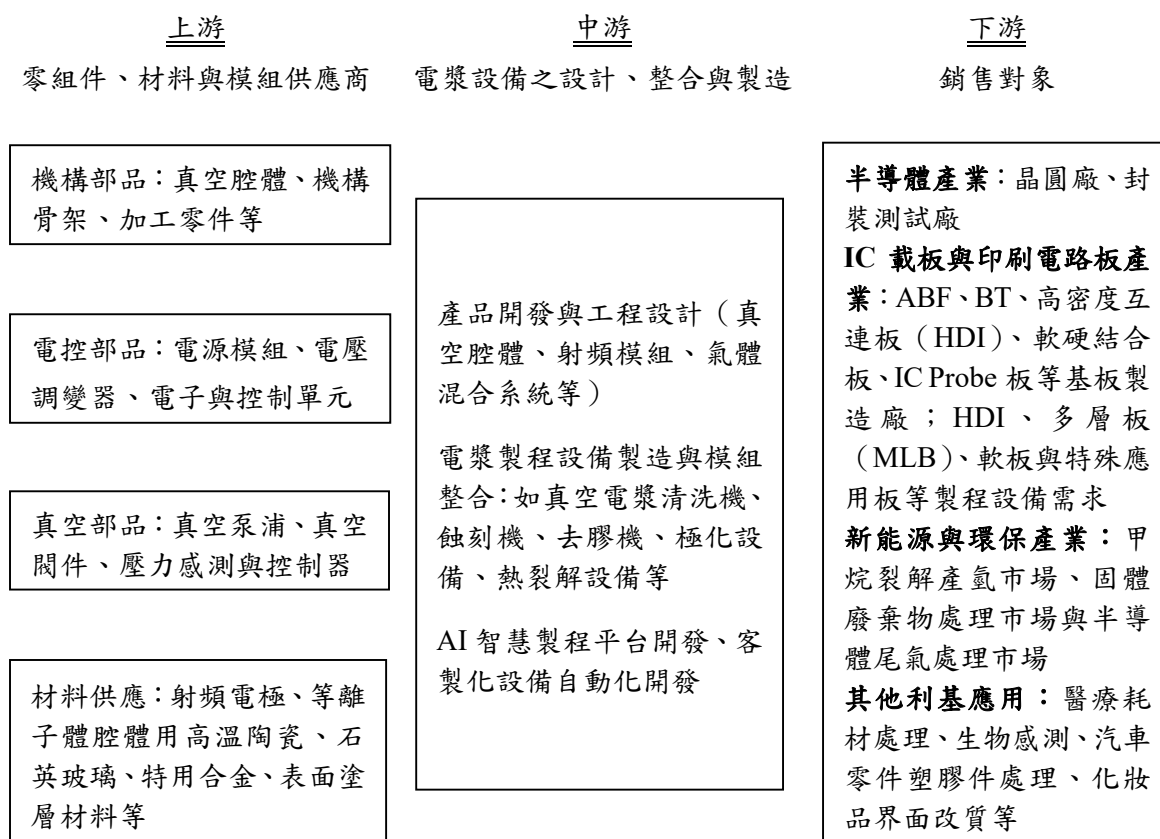 上游
零組件、材料與模組供應商
機構部品：真空腔體、機構
骨架、加工零件等
電控部品：電源模組、電壓
調變器、電子與控制單元
真空部品：真空泵浦、真空
閥件、壓力感測與控制器
材料供應：射頻電極、等離
子體腔體用高溫陶瓷、石
英玻璃、特用合金、表面塗
層材料等
中游
電漿設備之設計、整合與製造
產品開發與工程設計（真
空腔體、射頻模組、氣體
混合系統等）
電漿製程設備製造與模組
整合：如真空電漿清洗機、
蝕刻機、去膠機、極化設
備、熱裂解設備等
AI 智慧製程平台開發、客
製化設備自動化開發
下游
銷售對象
半導體產業：晶圓廠、封
裝測試廠
IC 載板與印刷電路板產
業：ABF、BT、高密度互
連板（HDI）、軟硬結合
板、IC Probe 板等基板製
造廠；HDI、多層板
（MLB）、軟板與特殊應
用板等製程設備需求
新能源與環保產業：甲
烷裂解產氫市場、固體
廢棄物處理市場與半導
體尾氣處理市場
其他利基應用：醫療耗
材處理、生物感測、汽車
零件塑膠件處理、化妝
品界面改質等